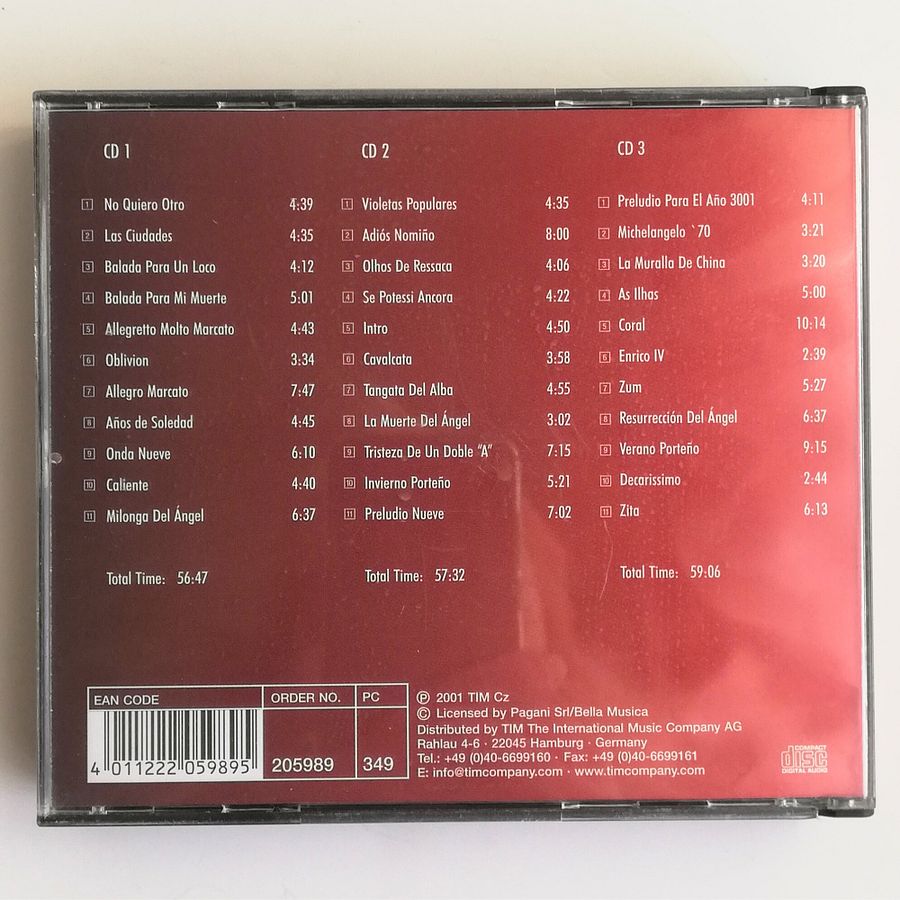 CD 1
1 No Quiero Otro 4:39
2 Las Ciudades 4:35
3 Balada Para Un Loco 4:12
4 Balada Para Mi Muerte 5:01
5 Allegretto Molto Marcato 4:43
6 Oblivion 3:34
7 Allegro Marcato 7:47
8 Años de Soledad 4:45
9 Onda Nueve 6:10
10 Caliente 4:40
11 Milonga Del Ángel 6:37
Total Time: 56:47
CD 2
1 Violetas Populares 4:35
2 Adiós Nomiño 8:00
3 Olhos De Ressaca 4:06
4 Se Potessi Ancora 4:22
5 Intro 4:50
6 Cavalcata 3:58
7 Tangata Del Alba 4:55
8 La Muerte Del Ángel 3:02
9 Tristeza De Un Doble "A" 7:15
10 Invierno Porteño 5:21
11 Preludio Nueve 7:02
Total Time: 57:32
CD 3
1 Preludio Para El Año 3001 4:11
2 Michelangelo `70 3:21
3 La Muralla De China 3:20
4 As Ilhas 5:00
5 Coral 10:14
6 Enrico IV 2:39
7 Zum 5:27
8 Resurrección Del Ángel 6:37
9 Verano Porteño 9:15
10 Decarissimo 2:44
11 Zita 6:13
Total Time: 59:06
EAN CODE
4 011222 059895
ORDER NO.
205989
PC
349
℗ 2001 TIM Cz
© Licensed by Pagani Srl/Bella Musica
Distributed by TIM The International Music Company AG
Rahlau 4-6 · 22045 Hamburg · Germany
Tel.: +49 (0)40-6699160 · Fax: +49 (0)40-6699161
E: info@timcompany.com · www.timcompany.com
COMPACT
disc
DIGITAL AUDIO